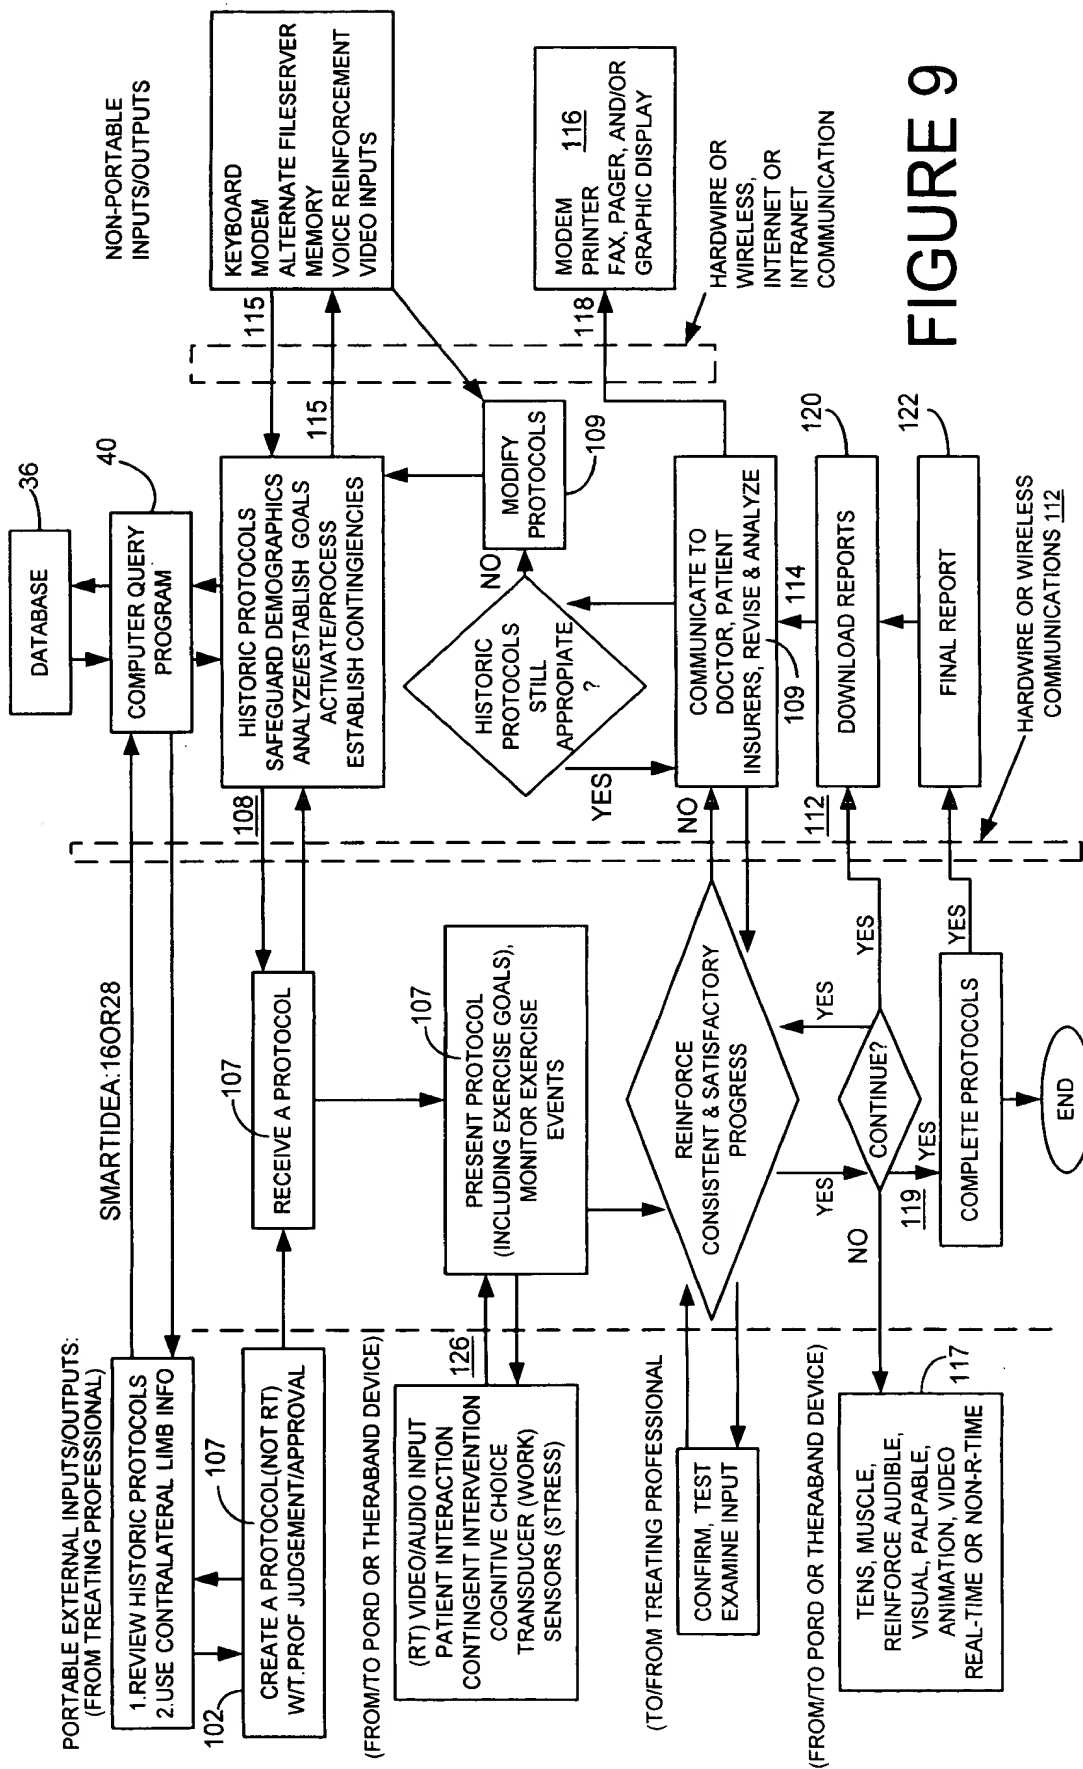 PORTABLE EXTERNAL INPUTS/OUTPUTS:
(FROM TREATING PROFESSIONAL)
SMARTIDEA:16OR28
36
DATABASE
40
COMPUTER QUERY
PROGRAM
NON-PORTABLE
INPUTS/OUTPUTS
1.REVIEW HISTORIC PROTOCOLS
2.USE CONTRALATERAL LIMB INFO
102
107
CREATE A PROTOCOL(NOT RT)
W/T.PROF JUDGEMENT/APPROVAL
107
RECEIVE A PROTOCOL
108
HISTORIC PROTOCOLS
SAFEGUARD DEMOGRAPHICS
ANALYZE/ESTABLISH GOALS
ACTIVATE/PROCESS
ESTABLISH CONTINGIENCIES
115
115
KEYBOARD
MODEM
ALTERNATE FILESERVER
MEMORY
VOICE REINFORCEMENT
VIDEO INPUTS
(FROM/TO PORD OR THERABAND DEVICE)
(RT) VIDEO/AUDIO INPUT
PATIENT INTERACTION
CONTINGENT INTERVENTION
COGNITIVE CHOICE
TRANSDUCER (WORK)
SENSORS (STRESS)
126
107
PRESENT PROTOCOL
(INCLUDING EXERCISE GOALS),
MONITOR EXERCISE
EVENTS
HISTORIC
PROTOCOLS
STILL
APPROPIATE
?
NO
YES
MODIFY
PROTOCOLS
109
MODEM
PRINTER 116
FAX, PAGER, AND/OR
GRAPHIC DISPLAY
118
(TO/FROM TREATING PROFESSIONAL)
CONFIRM, TEST
EXAMINE INPUT
REINFORCE
CONSISTENT & SATISFACTORY
PROGRESS
NO
COMMUNICATE TO
DOCTOR, PATIENT
INSURERS, REVISE & ANALYZE
109
114
HARDWIRE OR
WIRELESS,
INTERNET OR
INTRANET
COMMUNICATION
(FROM/TO PORD OR THERABAND DEVICE)
117
TENS, MUSCLE,
REINFORCE AUDIBLE,
VISUAL, PALPABLE,
ANIMATION, VIDEO
REAL-TIME OR NON-R-TIME
YES
YES
NO
CONTINUE?
YES
112
DOWNLOAD REPORTS
120
119
YES
COMPLETE PROTOCOLS
YES
FINAL REPORT
122
END
HARDWIRE OR WIRELESS
COMMUNICATIONS 112
FIGURE 9